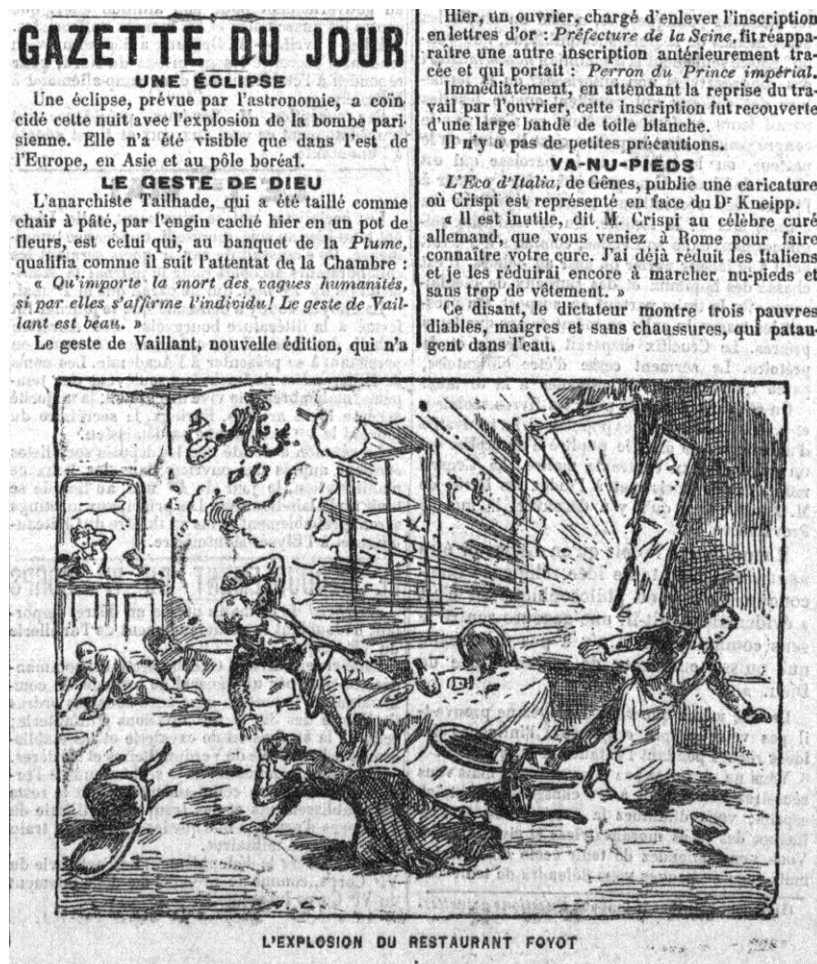 GAZETTE DU JOUR
UNE ÉCLIPSE
Une éclipse, prévue par l'astronomie, a coïn
cidé cette nuit avec l'explosion de la bombe pari-
sienne. Elle n'a été visible que dans l'est de
l'Europe, en Asie et au pôle boréal.
LE GESTE DE DIEU
L'anarchiste Tailhade, qui a été taillé comme
chair à pâté, par l'engin caché hier en un pot de
fleurs, est celui qui, au banquet de la Plume,
qualifia comme il suit l'attentat de la Chambre :
« Qu'importe la mort des vagues humanités,
si par elles s'affirme l'individu! Le geste de Vail-
lant est beau. »
Le geste de Vaillant, nouvelle édition, qui n'a
Hier, un ouvrier, chargé d'enlever l'inscription
en lettres d'or : Préfecture de la Seine, fit réappa-
raître une autre inscription antérieurement tra-
cée et qui portait : Perron du Prince impérial.
Immédiatement, en attendant la reprise du tra-
vail par l'ouvrier, cette inscription fut recouverte
d'une large bande de toile blanche.
Il n'y a pas de petites précautions.
VA-NU-PIEDS
L'Eco d'Italia, de Gênes, publie une caricature
où Crispi est représenté en face du Dr Kneipp.
« Il est inutile, dit M. Crispi au célèbre curé
allemand, que vous veniez à Rome pour faire
connaître votre cure. J'ai déjà réduit les Italiens
et je les réduirai encore à marcher nu-pieds et
sans trop de vêtement. »
Ce disant, le dictateur montre trois pauvres
diables, maigres et sans chaussures, qui patau-
gent dans l'eau.
L'EXPLOSION DU RESTAURANT FOYOT